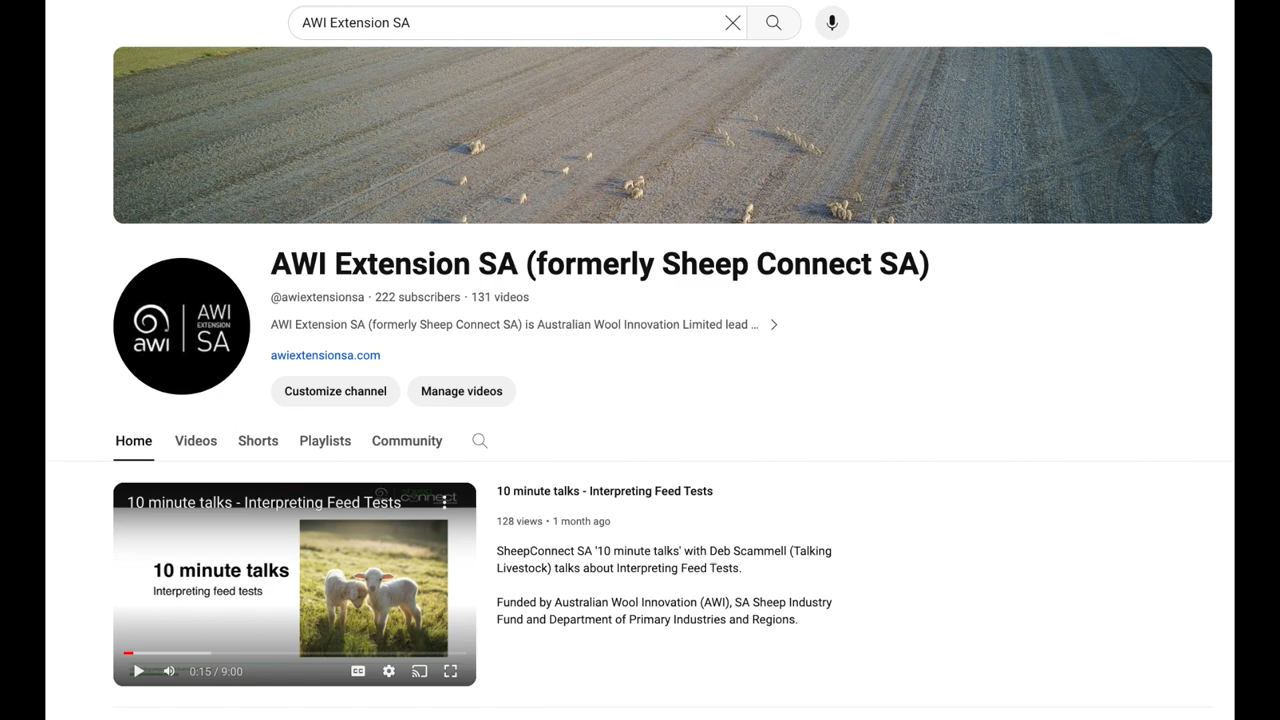 AWI Extension SA
AWI Extension SA (formerly Sheep Connect SA)
@awiextensionsa · 222 subscribers · 131 videos
AWI Extension SA (formerly Sheep Connect SA) is Australian Wool Innovation Limited lead ...
awiextensionsa.com
Customize channel
Manage videos
awi
AWI
EXTENSION
SA
Home
Videos
Shorts
Playlists
Community
10 minute talks - Interpreting Feed Tests
connect
10 minute talks
Interpreting feed tests
0:15 / 9:00
CC
10 minute talks - Interpreting Feed Tests
128 views · 1 month ago
SheepConnect SA '10 minute talks' with Deb Scammell (Talking
Livestock) talks about Interpreting Feed Tests.
Funded by Australian Wool Innovation (AWI), SA Sheep Industry
Fund and Department of Primary Industries and Regions.